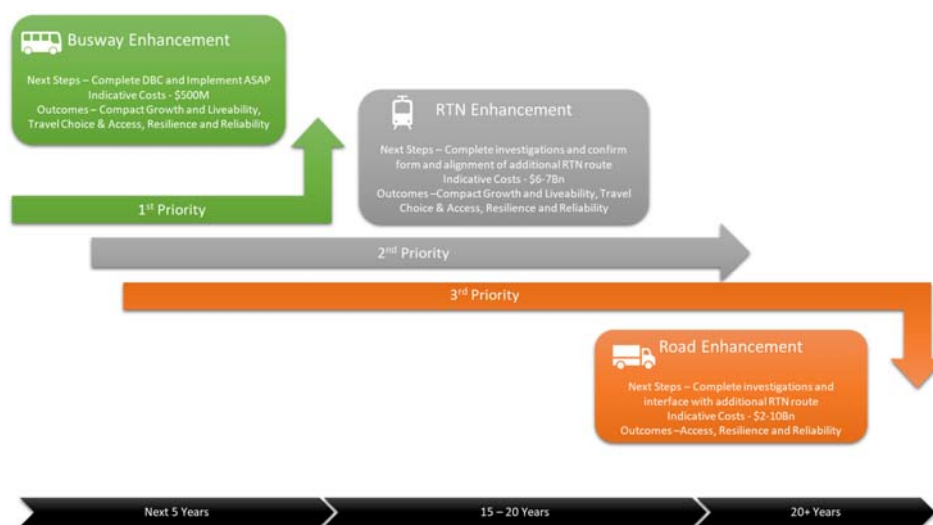 Busway Enhancement
Next Steps – Complete DBC and Implement ASAP
Indicative Costs - $500M
Outcomes – Compact Growth and Liveability,
Travel Choice & Access, Resilience and Reliability
1st Priority
RTN Enhancement
Next Steps – Complete investigations and confirm
form and alignment of additional RTN route
Indicative Costs - $6-7Bn
Outcomes –Compact Growth and Liveability, Travel
Choice & Access, Resilience and Reliability
2nd Priority
3rd Priority
Road Enhancement
Next Steps – Complete investigations and
interface with additional RTN route
Indicative Costs - $2-10Bn
Outcomes –Access, Resilience and Reliability
Next 5 Years
15 – 20 Years
20+ Years